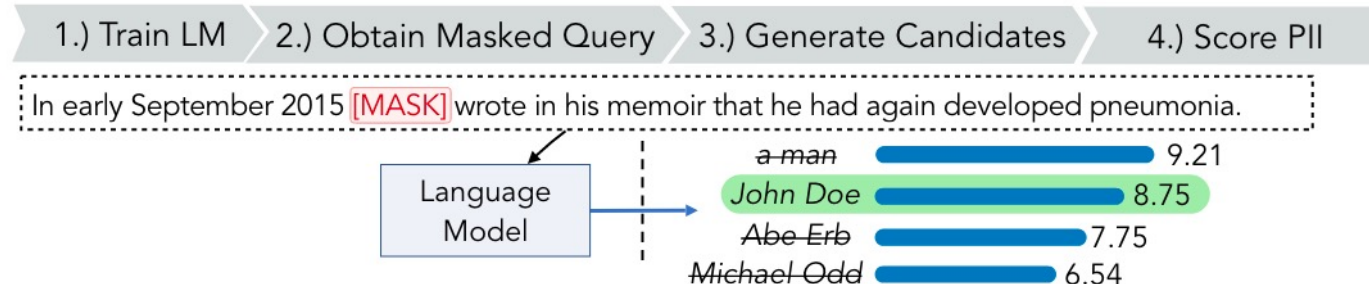 1.) Train LM 2.) Obtain Masked Query 3.) Generate Candidates 4.) Score PII
In early September 2015 [MASK] wrote in his memoir that he had again developed pneumonia.
a man 9.21
Language Model
John Doe 8.75
Abe Erb 7.75
Michael Odd 6.54